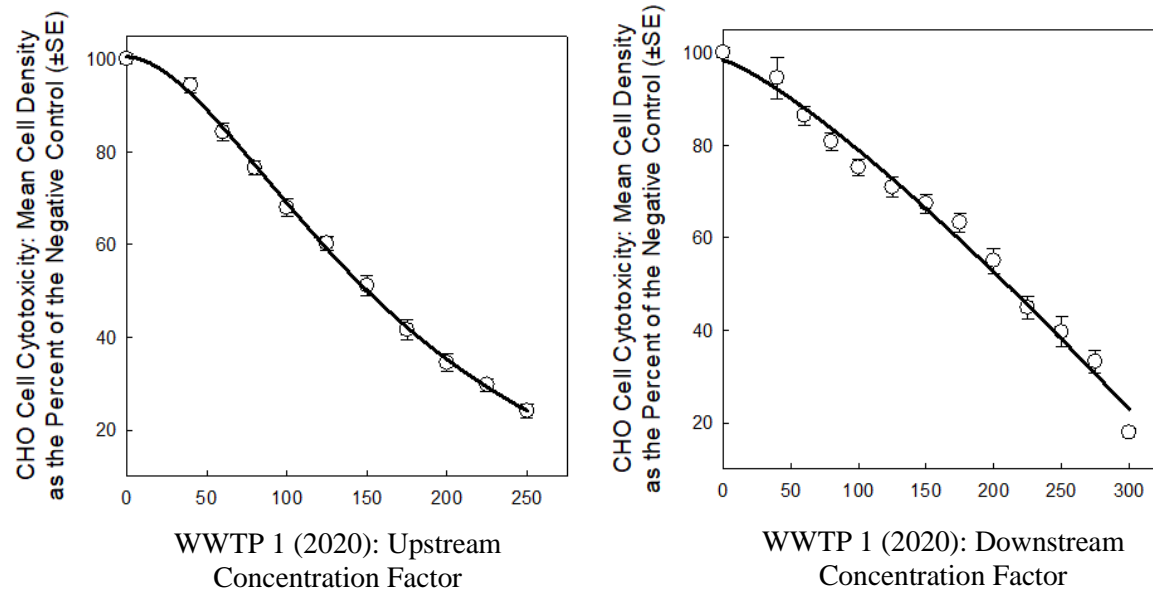 CHO Cell Cytotoxicity: Mean Cell Density
as the Percent of the Negative Control (±SE)
100
80
60
40
20
0 50 100 150 200 250
WWTP 1 (2020): Upstream
Concentration Factor
CHO Cell Cytotoxicity: Mean Cell Density
as the Percent of the Negative Control (±SE)
100
80
60
40
20
0 50 100 150 200 250 300
WWTP 1 (2020): Downstream
Concentration Factor